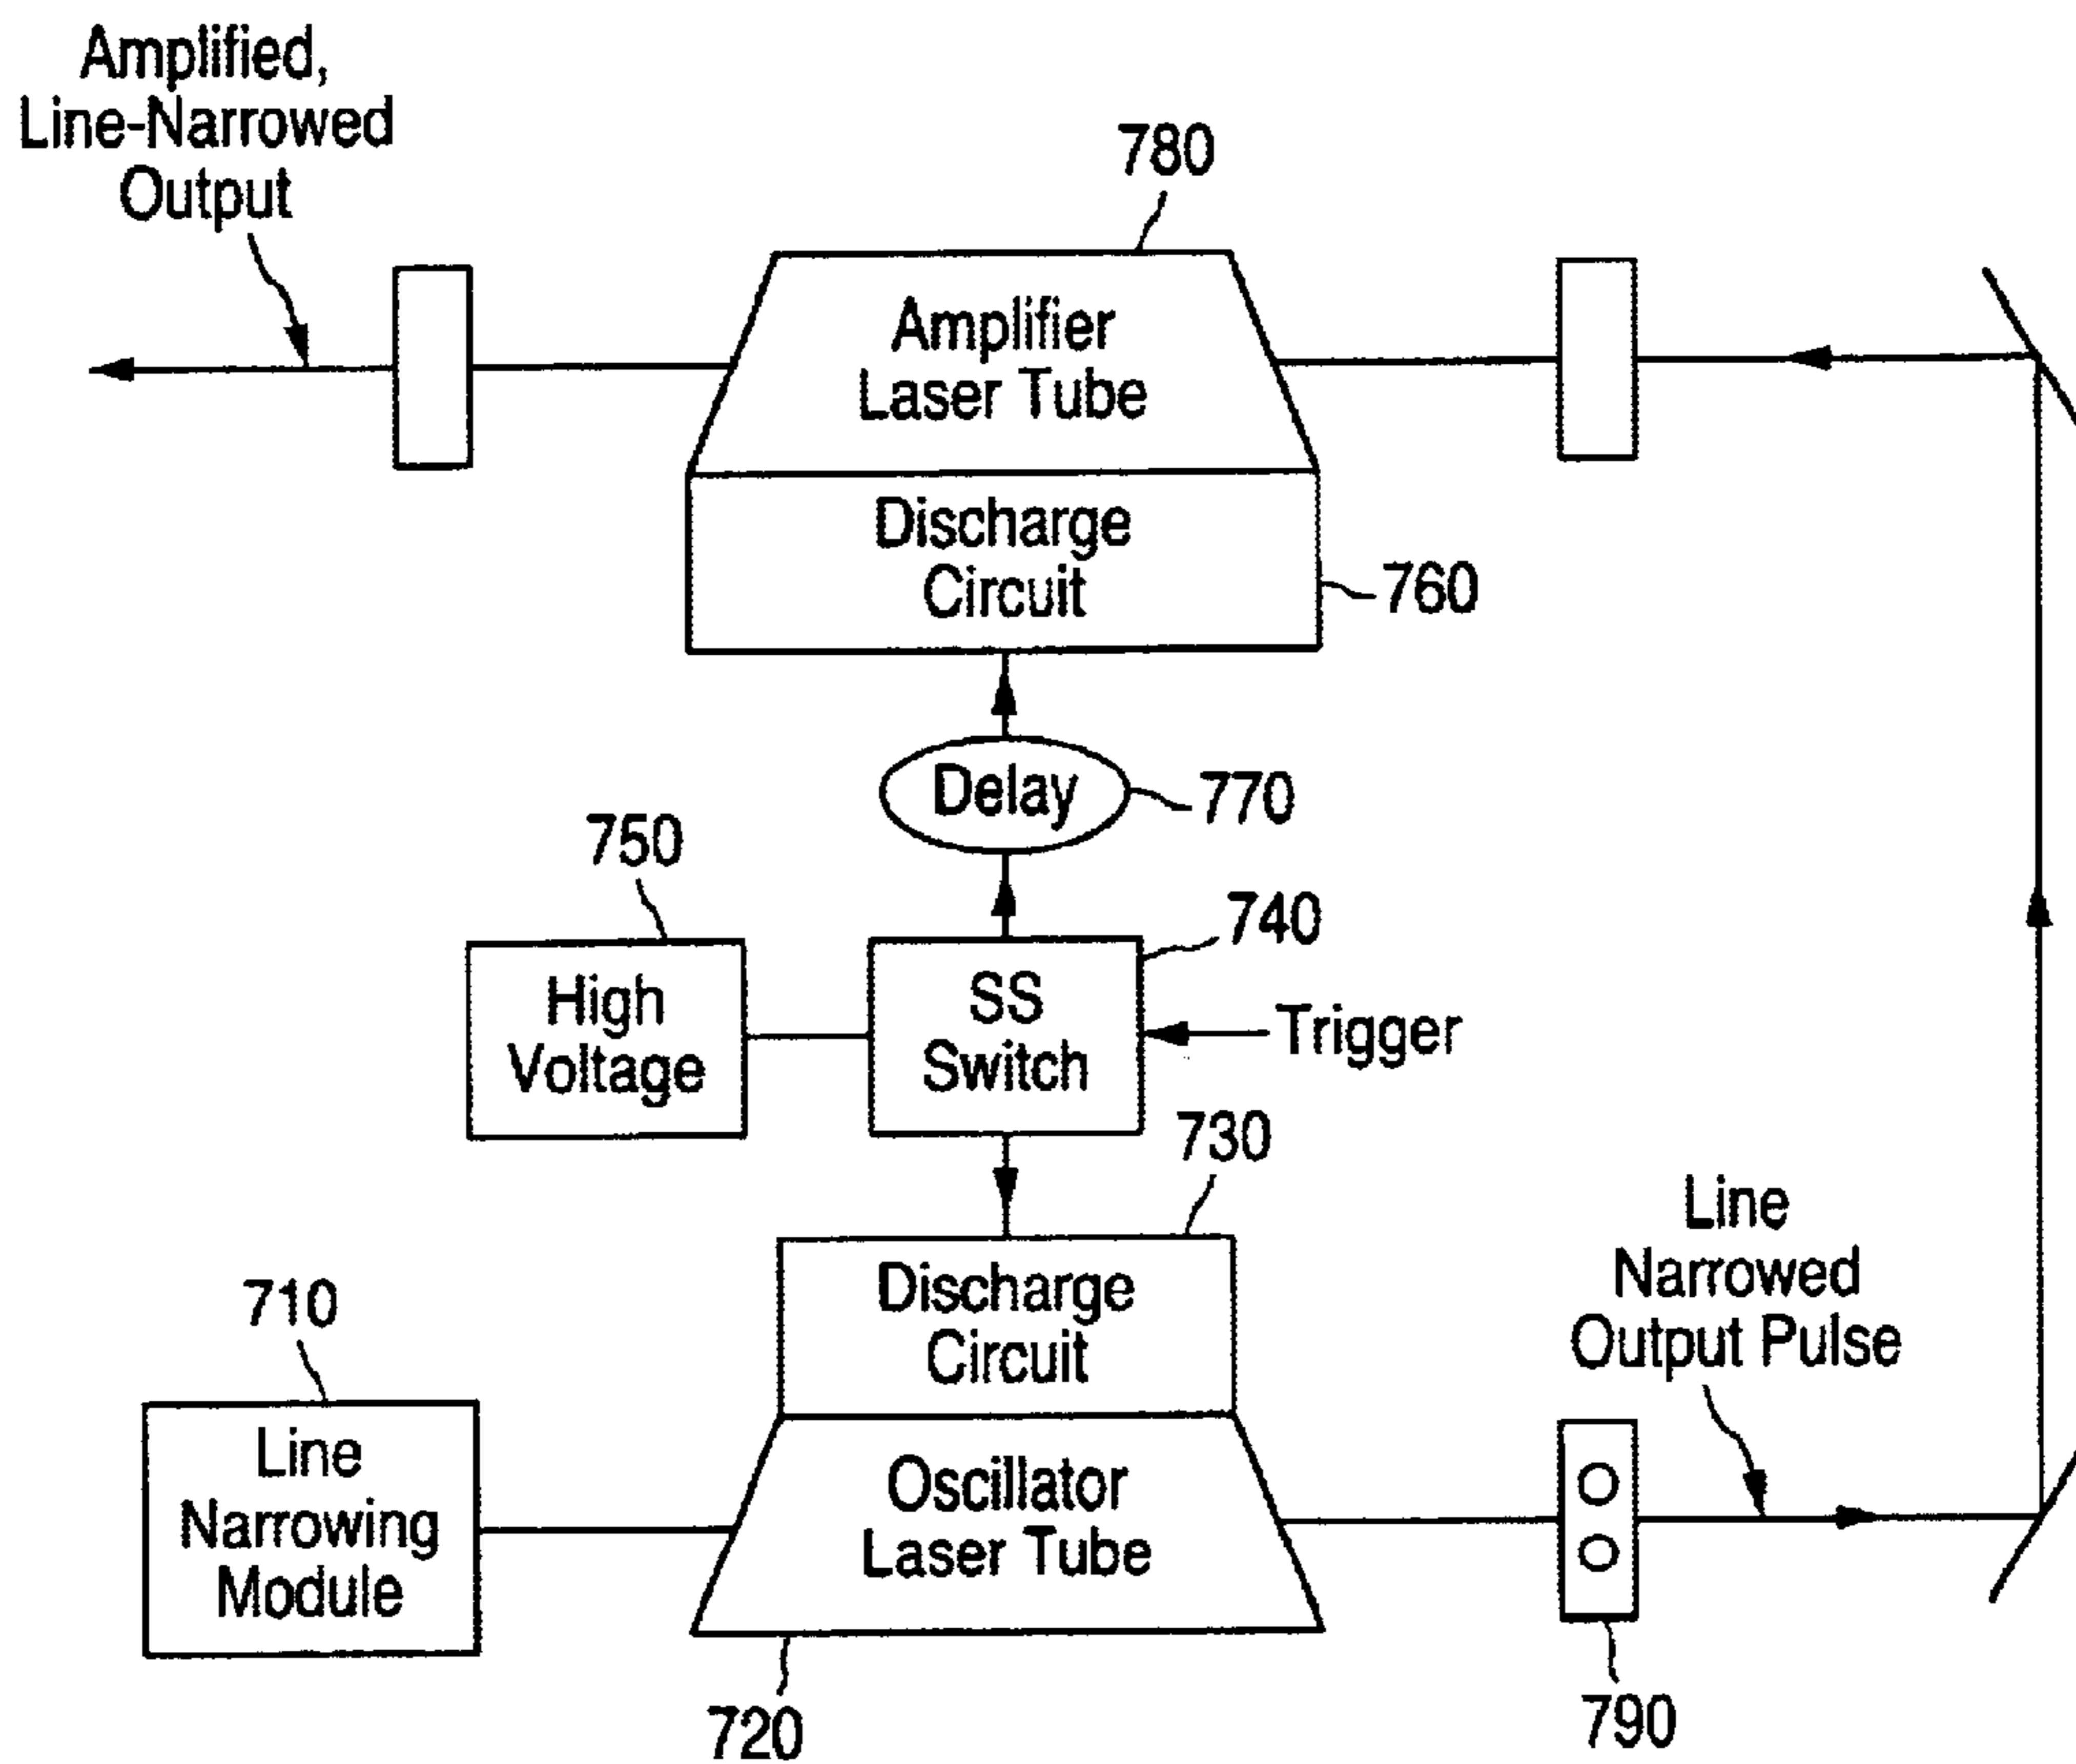 Amplified,
Line-Narrowed
Output
780
Amplifier
Laser Tube
Discharge
Circuit
760
Delay
770
750
740
High
Voltage
SS
Switch
Trigger
730
Discharge
Circuit
Line
Narrowed
Output Pulse
710
Line
Narrowing
Module
Oscillator
Laser Tube
720
790